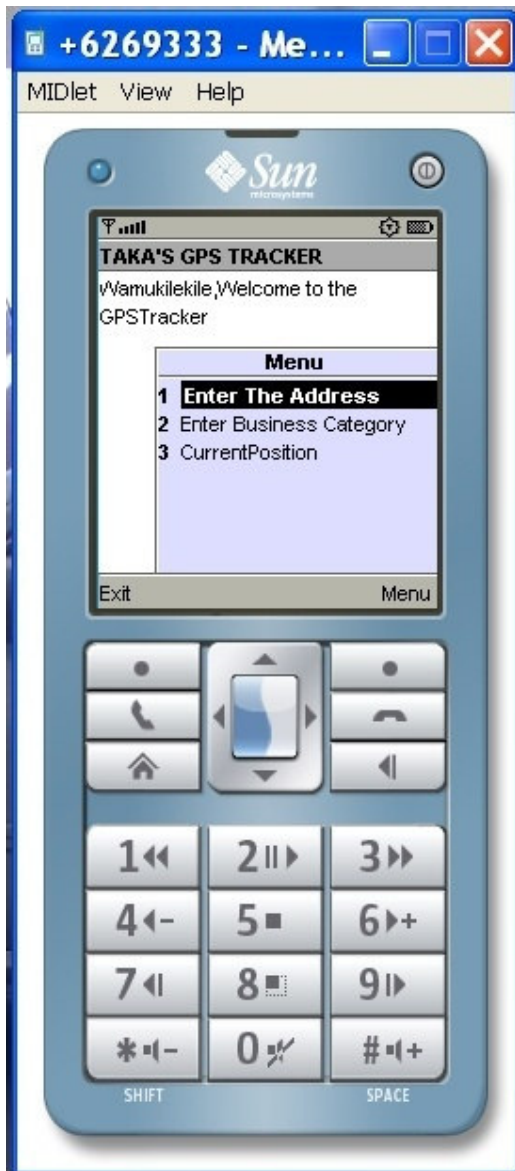 +6269333 - Me...
MIDlet View Help
Sun
microsystems
TAKA'S GPS TRACKER
Wamukilekile,Welcome to the
GPSTracker
Menu
1 Enter The Address
2 Enter Business Category
3 CurrentPosition
Exit Menu
1 2 3
4 - 5 6 +
7 8 9
* - 0 # +
SHIFT SPACE